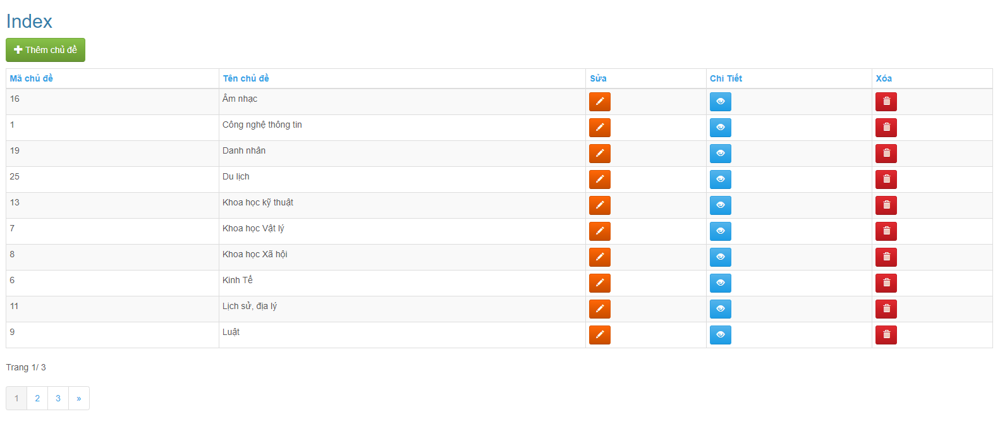 Index
Thêm chủ đề
Mã chủ đề Tên chủ đề Sửa Chi Tiết Xóa
16 Âm nhạc
1 Công nghệ thông tin
19 Danh nhân
25 Du lịch
13 Khoa học kỹ thuật
7 Khoa học Vật lý
8 Khoa học Xã hội
6 Kinh Tế
11 Lịch sử, địa lý
9 Luật
Trang 1/ 3
1 2 3 »